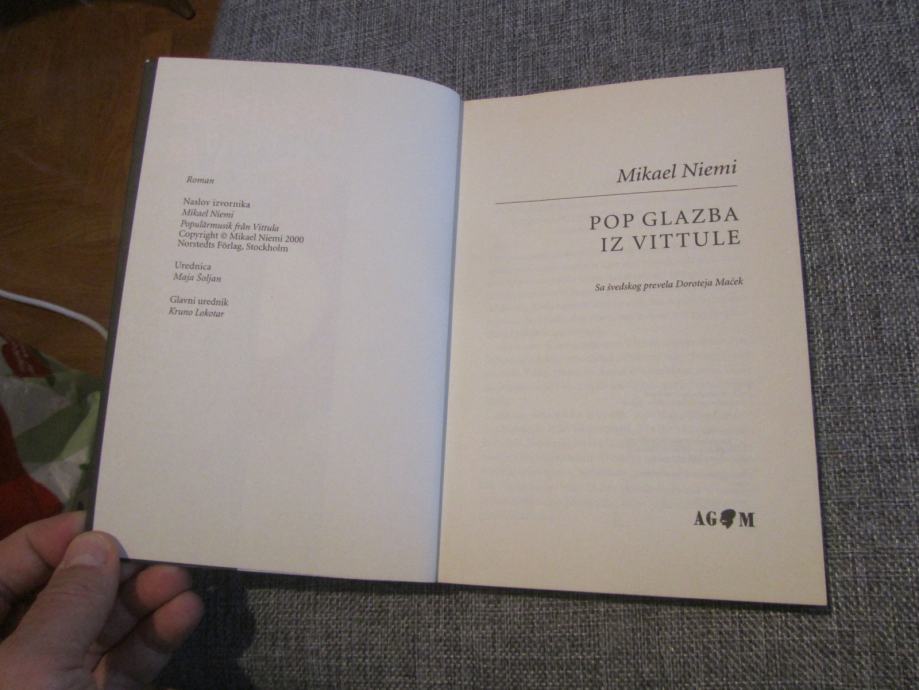 Roman
Naslov izvornika
Mikael Niemi
Populärmusik från Vittula
Copyright © Mikael Niemi 2000
Norstedts Förlag, Stockholm
Urednica
Maja Šoljan
Glavni urednik
Kruno Lokotar
Mikael Niemi
POP GLAZBA
IZ VITTULE
Sa švedskog prevela Doroteja Maček
AGM